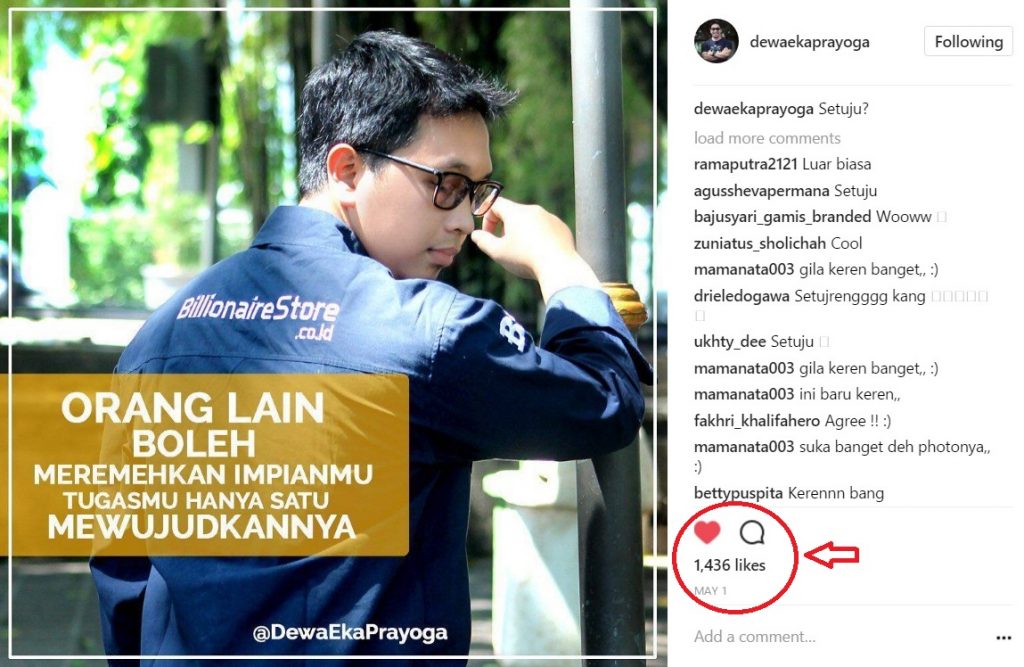 BillionaireStore
.co.id
B
ORANG LAIN
BOLEH
MEREMEHKAN IMPIANMU
TUGASMU HANYA SATU
MEWUJUDKANNYA
@DewaEkaPrayoga
dewaekaprayoga
Following
dewaekaprayoga Setuju?
load more comments
ramaputra2121 Luar biasa
agusshevapermana Setuju
bajusyari_gamis_branded Wooww
zuniatus_sholichah Cool
mamanata003 gila keren banget,, :)
drieledogawa Setujrengggg kang
ukhty_dee Setuju
mamanata003 gila keren banget,, :)
mamanata003 ini baru keren,,
fakhri_khalifahero Agree !! :)
mamanata003 suka banget deh photonya,,
:)
bettypuspita Kerennn bang
1,436 likes
MAY 1
Add a comment...